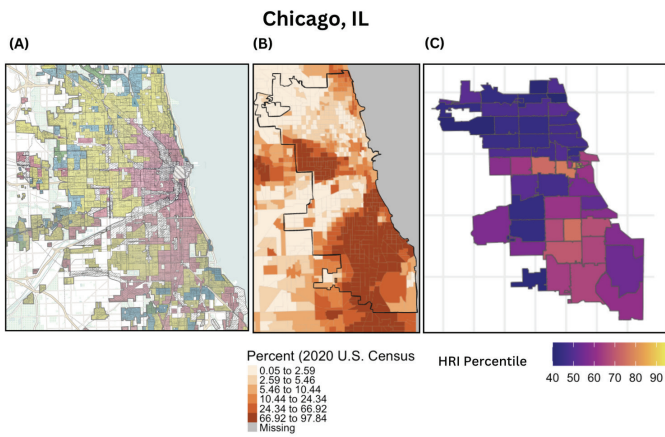 Chicago, IL
(A)
(B)
(C)
Percent (2020 U.S. Census
0.05 to 2.59
2.59 to 5.46
5.46 to 10.44
10.44 to 24.34
24.34 to 66.92
66.92 to 97.84
Missing
HRI Percentile
40 50 60 70 80 90